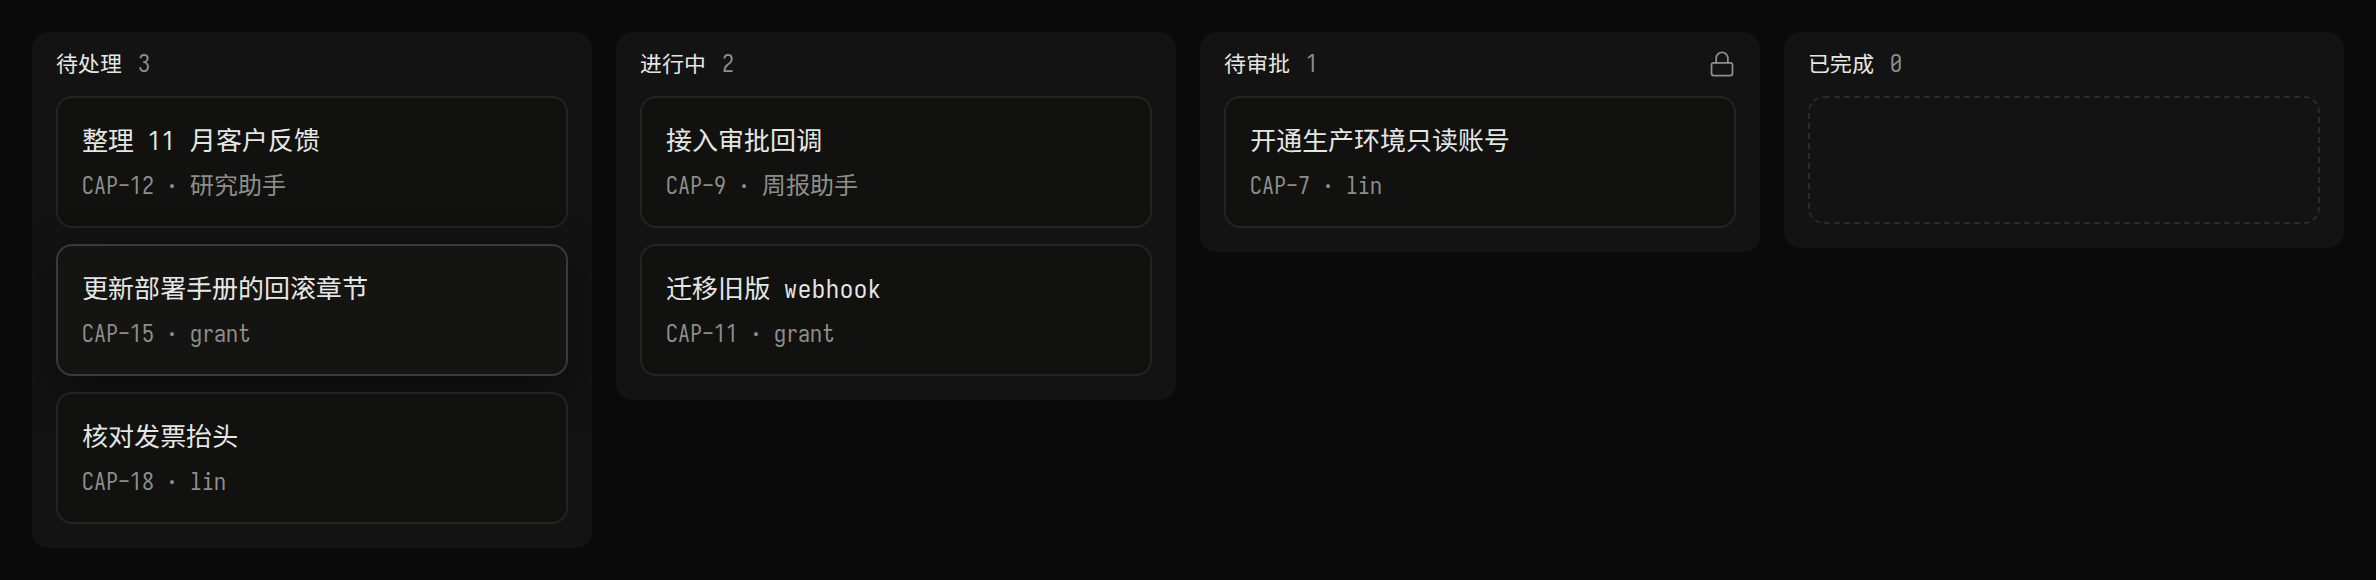 待处理 3
整理 11 月客户反馈
CAP-12 · 研究助手
更新部署手册的回滚章节
CAP-15 · grant
核对发票抬头
CAP-18 · lin
进行中 2
接入审批回调
CAP-9 · 周报助手
迁移旧版 webhook
CAP-11 · grant
待审批 1
开通生产环境只读账号
CAP-7 · lin
已完成 0